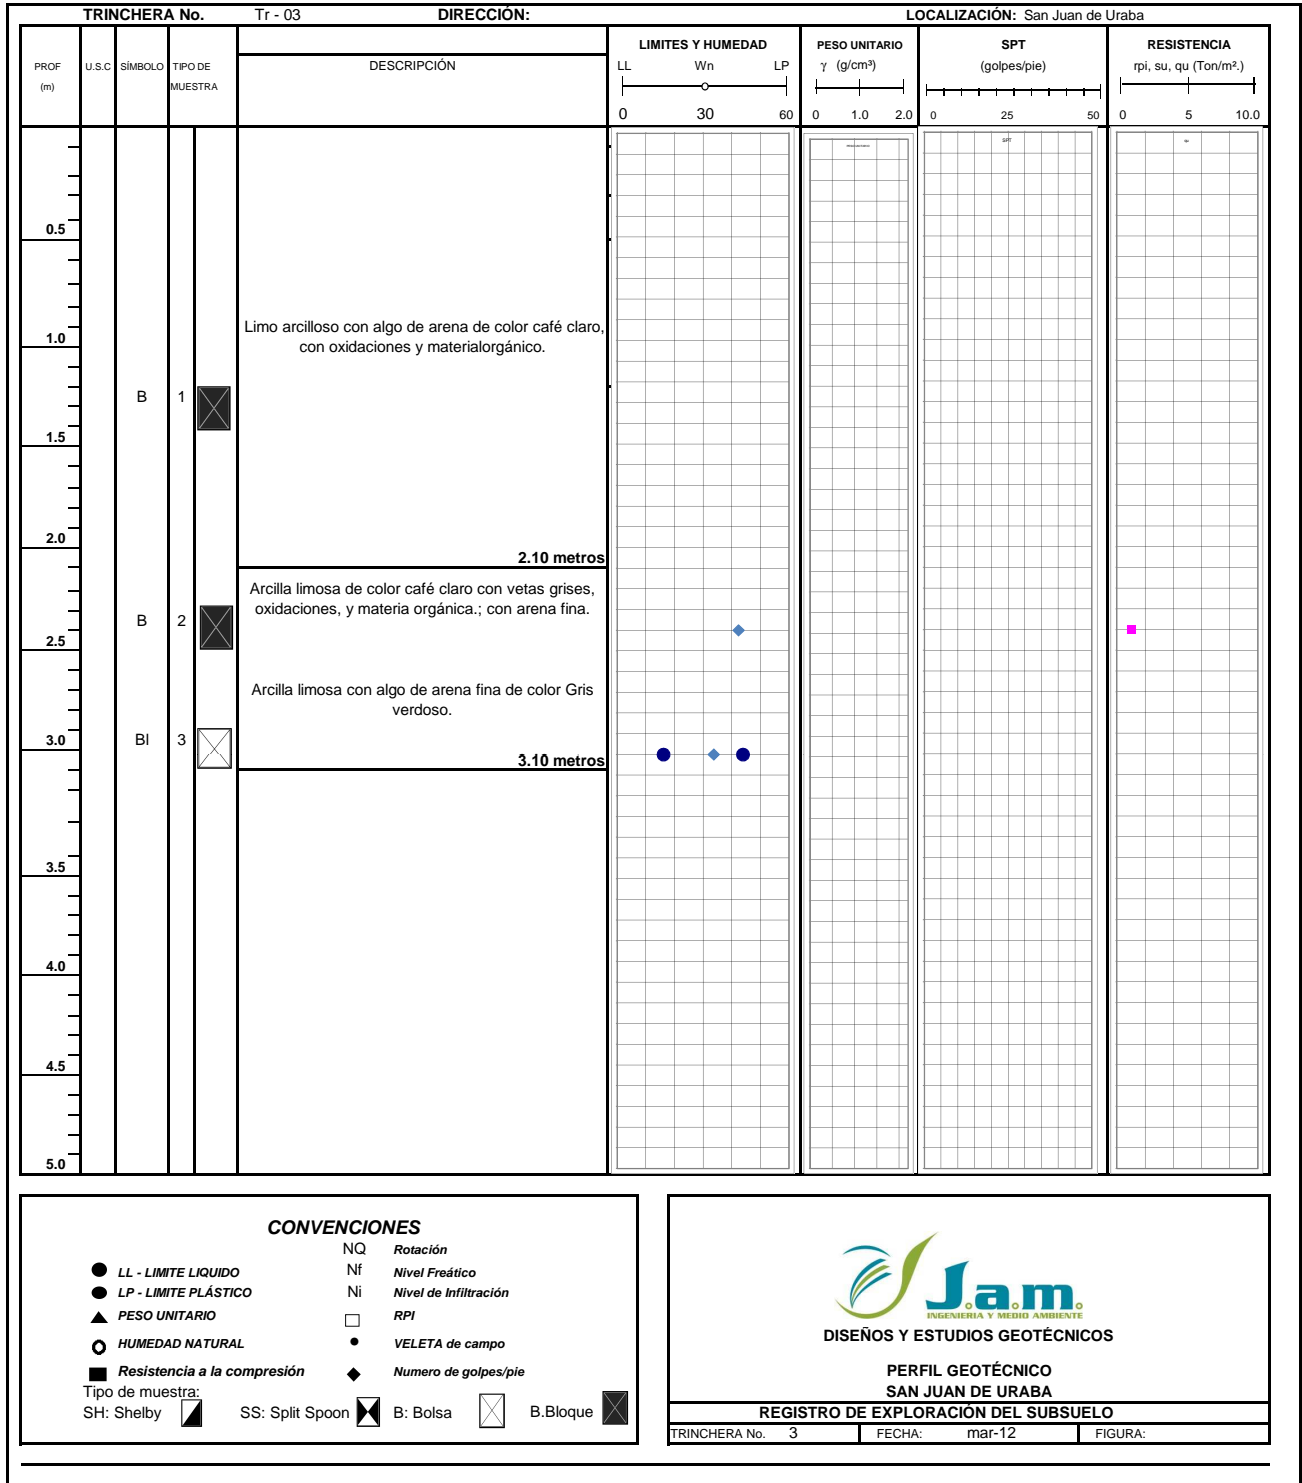 TRINCHERA No. Tr - 03 DIRECCIÓN: LOCALIZACIÓN: San Juan de Uraba
PROF (m)
U.S.C
SÍMBOLO
TIPO DE MUESTRA
DESCRIPCIÓN
LIMITES Y HUMEDAD
LL Wn LP
0 30 60
PESO UNITARIO
γ (g/cm³)
0 1.0 2.0
SPT
(golpes/pie)
0 25 50
RESISTENCIA
rpi, su, qu (Ton/m².)
0 5 10.0
SPT
qu
0.5
Limo arcilloso con algo de arena de color café claro,
1.0
con oxidaciones y materialorgánico.
B 1
1.5
2.0
2.10 metros
Arcilla limosa de color café claro con vetas grises,
oxidaciones, y materia orgánica.; con arena fina.
B 2
2.5
Arcilla limosa con algo de arena fina de color Gris
verdoso.
3.0 Bl 3
3.10 metros
3.5
4.0
4.5
5.0
CONVENCIONES
NQ Rotación
LL - LIMITE LIQUIDO Nf Nivel Freático
LP - LIMITE PLÁSTICO Ni Nivel de Infiltración
PESO UNITARIO RPI
HUMEDAD NATURAL VELETA de campo
Resistencia a la compresión Numero de golpes/pie
Tipo de muestra:
SH: Shelby SS: Split Spoon B: Bolsa B.Bloque
J.a.m.
INGENIERIA Y MEDIO AMBIENTE
DISEÑOS Y ESTUDIOS GEOTÉCNICOS
PERFIL GEOTÉCNICO
SAN JUAN DE URABA
REGISTRO DE EXPLORACIÓN DEL SUBSUELO
TRINCHERA No. 3 FECHA: mar-12 FIGURA: